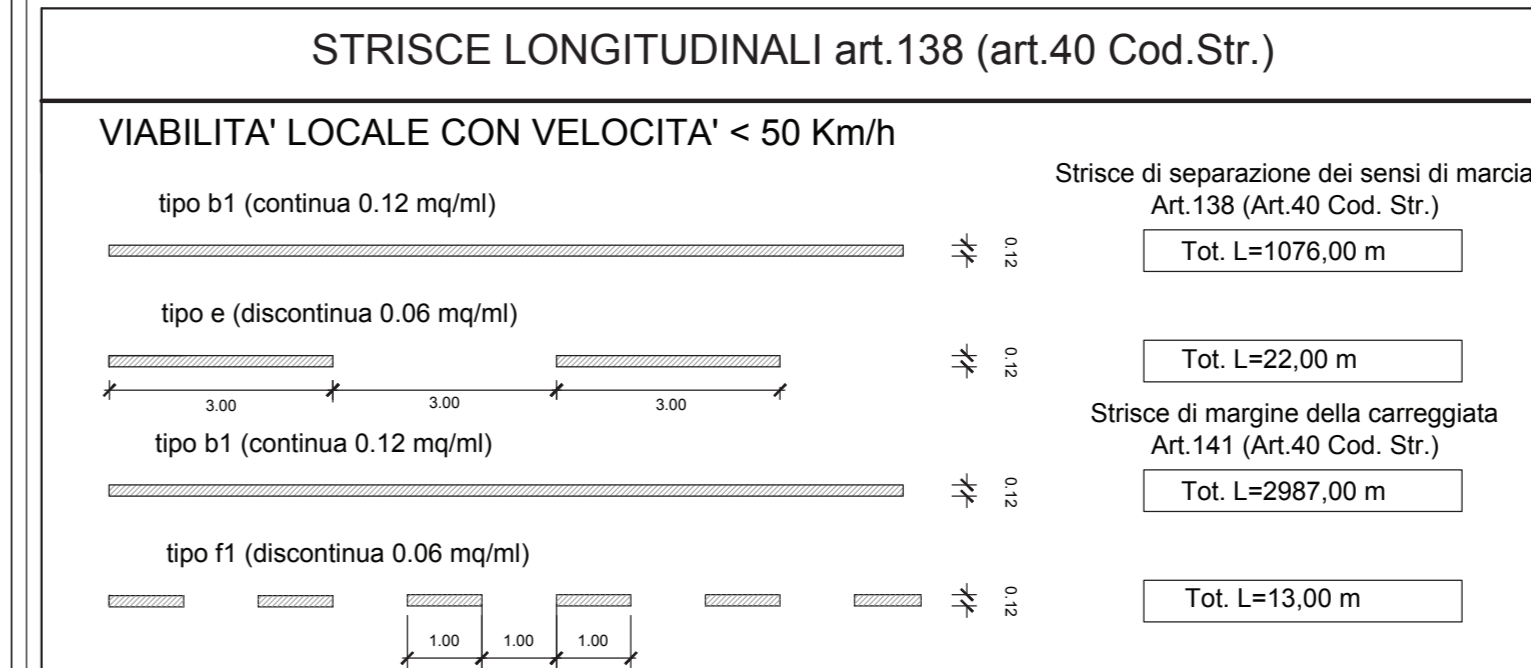 STRISCE LONGITUDINALI art.138 (art.40 Cod.Str.)
VIABILITA' LOCALE CON VELOCITA' < 50 Km/h
Strisce di separazione dei sensi di marcia
Art.138 (Art.40 Cod. Str.)
tipo b1 (continua 0.12 mq/ml)
0.12
Tot. L=1076,00 m
tipo e (discontinua 0.06 mq/ml)
0.12
Tot. L=22,00 m
3.00 3.00 3.00
Strisce di margine della carreggiata
Art.141 (Art.40 Cod. Str.)
tipo b1 (continua 0.12 mq/ml)
0.12
Tot. L=2987,00 m
tipo f1 (discontinua 0.06 mq/ml)
0.12
Tot. L=13,00 m
1.00 1.00 1.00